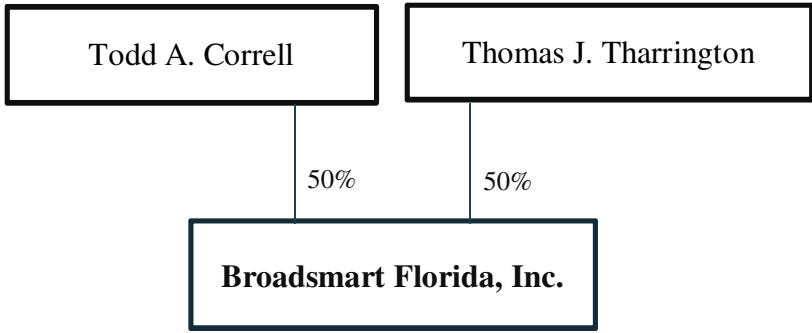 Todd A. Correll
Thomas J. Tharrington
50%
50%
Broadsmart Florida, Inc.